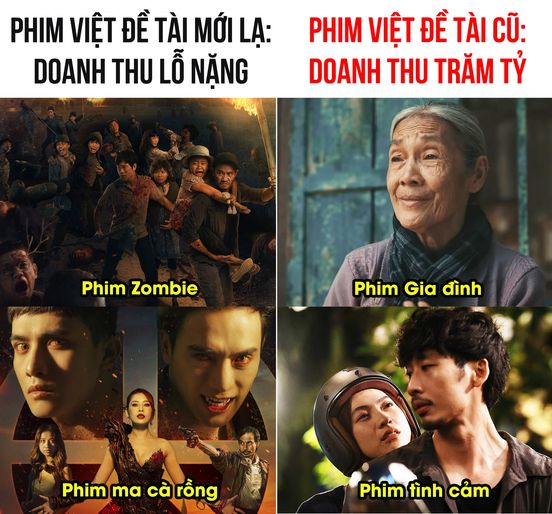 PHIM VIỆT ĐỀ TÀI MỚI LẠ:
DOANH THU LỖ NẶNG
PHIM VIỆT ĐỀ TÀI CŨ:
DOANH THU TRĂM TỶ
Phim Zombie
Phim Gia đình
Phim ma cà rồng
Phim tình cảm